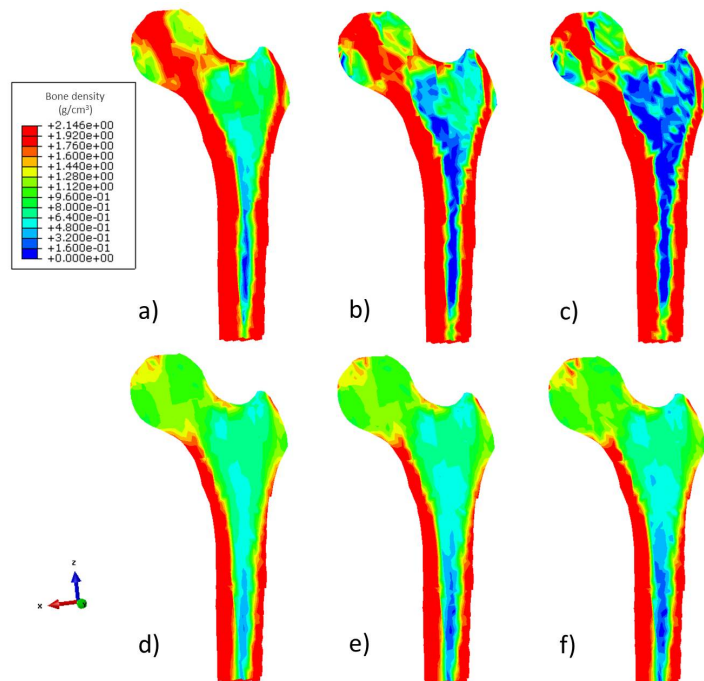 a)
b)
c)
Bone density
(g/cm³)
+2.146e+00
+1.920e+00
+1.760e+00
+1.600e+00
+1.440e+00
+1.280e+00
+1.120e+00
+9.600e-01
+8.000e-01
+6.400e-01
+4.800e-01
+3.200e-01
+1.600e-01
+0.000e+00
d)
e)
f)
z
x